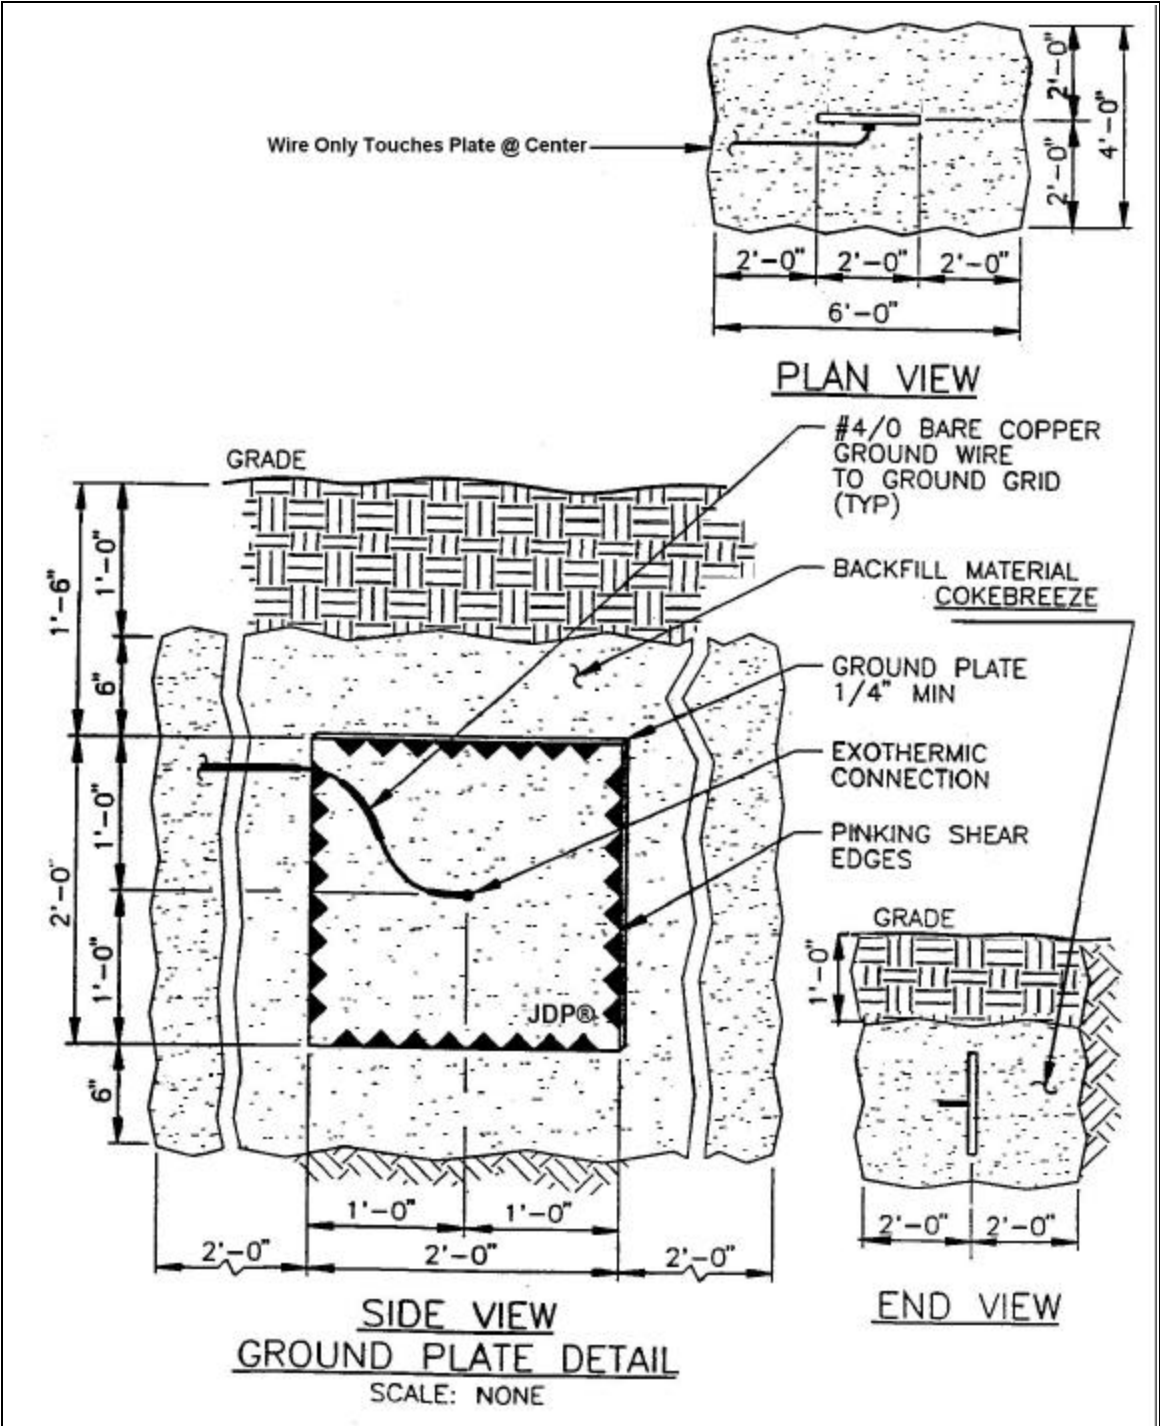 2'-0"
4'-0"
2'-0"
Wire Only Touches Plate @ Center
2'-0" 2'-0" 2'-0"
6'-0"
PLAN VIEW
#4/0 BARE COPPER
GROUND WIRE
TO GROUND GRID
(TYP)
GRADE
1'-0"
1'-6"
6"
BACKFILL MATERIAL
COKEBREEZE
GROUND PLATE
1/4" MIN
EXOTHERMIC
CONNECTION
PINKING SHEAR
EDGES
1'-0"
2'-0"
1'-0"
6"
JDP®
GRADE
1'-0"
1'-0" 1'-0"
2'-0" 2'-0" 2'-0"
2'-0" 2'-0"
SIDE VIEW
END VIEW
GROUND PLATE DETAIL
SCALE: NONE